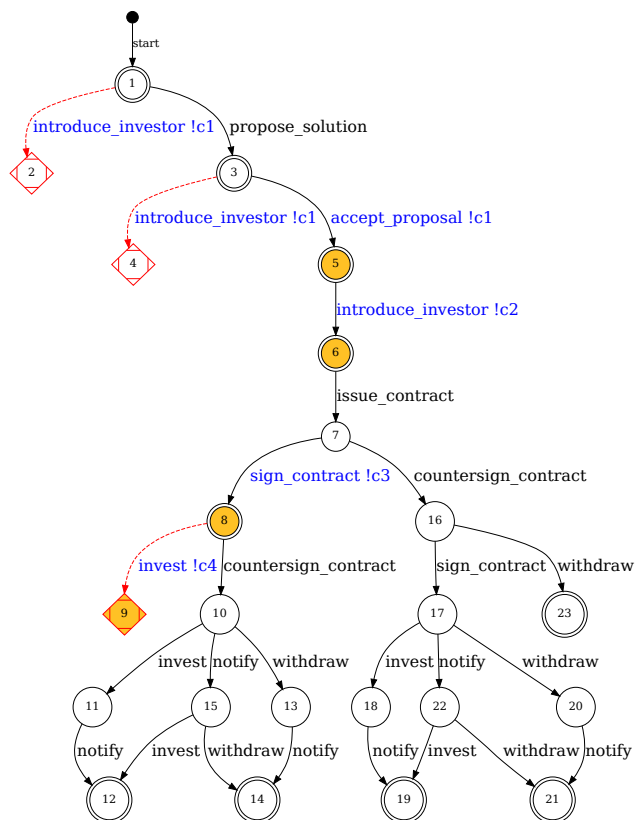 start
1
introduce_investor !c1 propose_solution
2 3
introduce_investor !c1 accept_proposal !c1
4 5
introduce_investor !c2
6
issue_contract
7
sign_contract !c3 countersign_contract
8 16
invest !c4 countersign_contract sign_contract withdraw
9 10 17 23
invest notify withdraw invest notify withdraw
11 15 13 18 22 20
notify invest withdraw notify notify invest withdraw notify
12 14 19 21